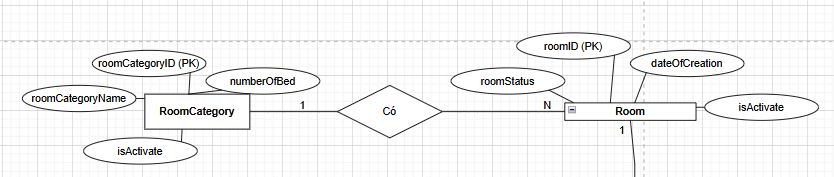 roomID (PK)
roomCategoryID (PK)
dateOfCreation
numberOfBed
roomStatus
roomCategoryName
RoomCategory
1
Có
N
Room
isActivate
1
isActivate